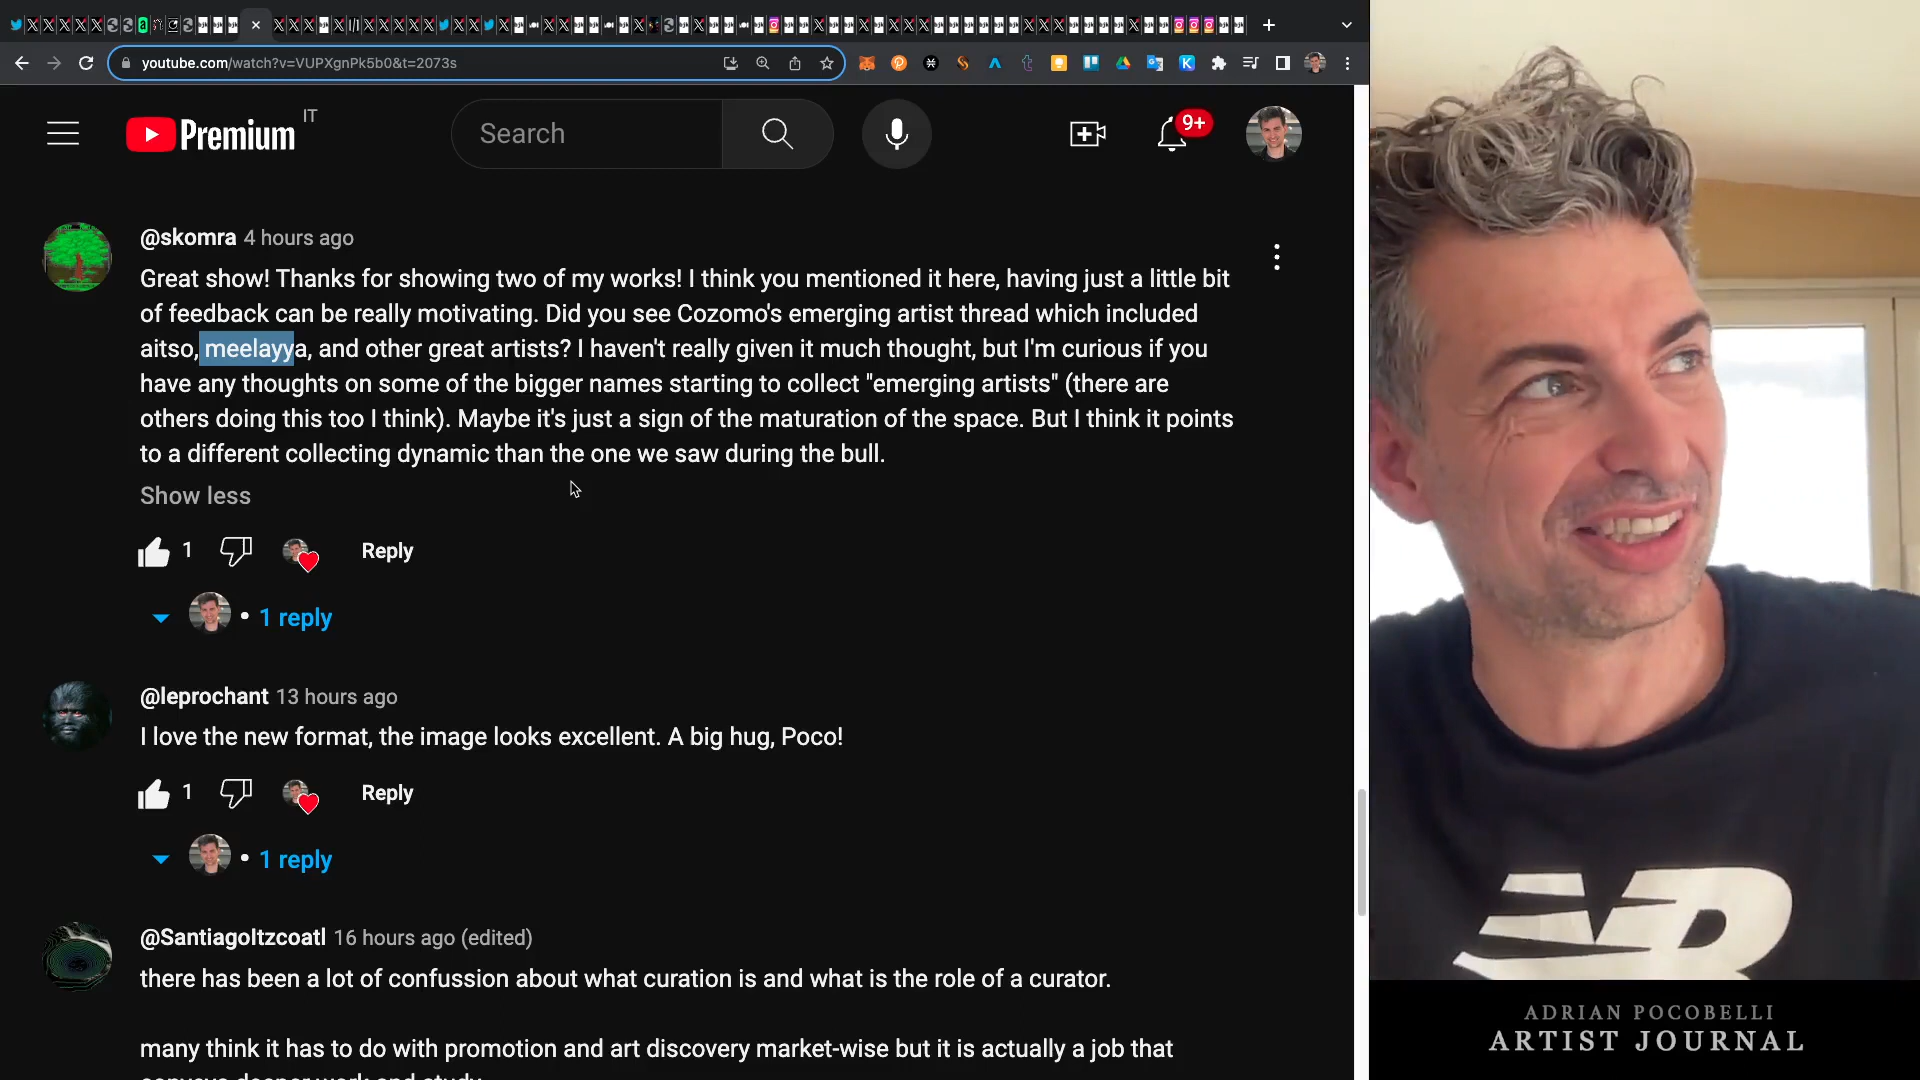 youtube.com/watch?v=VUPXgnPk5b0&t=2073s
Premium
IT
Search
9+
@skomra 4 hours ago
Great show! Thanks for showing two of my works! I think you mentioned it here, having just a little bit
of feedback can be really motivating. Did you see Cozomo's emerging artist thread which included
aitso, meelayya, and other great artists? I haven't really given it much thought, but I'm curious if you
have any thoughts on some of the bigger names starting to collect "emerging artists" (there are
others doing this too I think). Maybe it's just a sign of the maturation of the space. But I think it points
to a different collecting dynamic than the one we saw during the bull.
Show less
1
Reply
• 1 reply
@leprochant 13 hours ago
I love the new format, the image looks excellent. A big hug, Poco!
1
Reply
• 1 reply
@SantiagoItzcoatl 16 hours ago (edited)
there has been a lot of confussion about what curation is and what is the role of a curator.
many think it has to do with promotion and art discovery market-wise but it is actually a job that
ADRIAN POCOBELLI
ARTIST JOURNAL